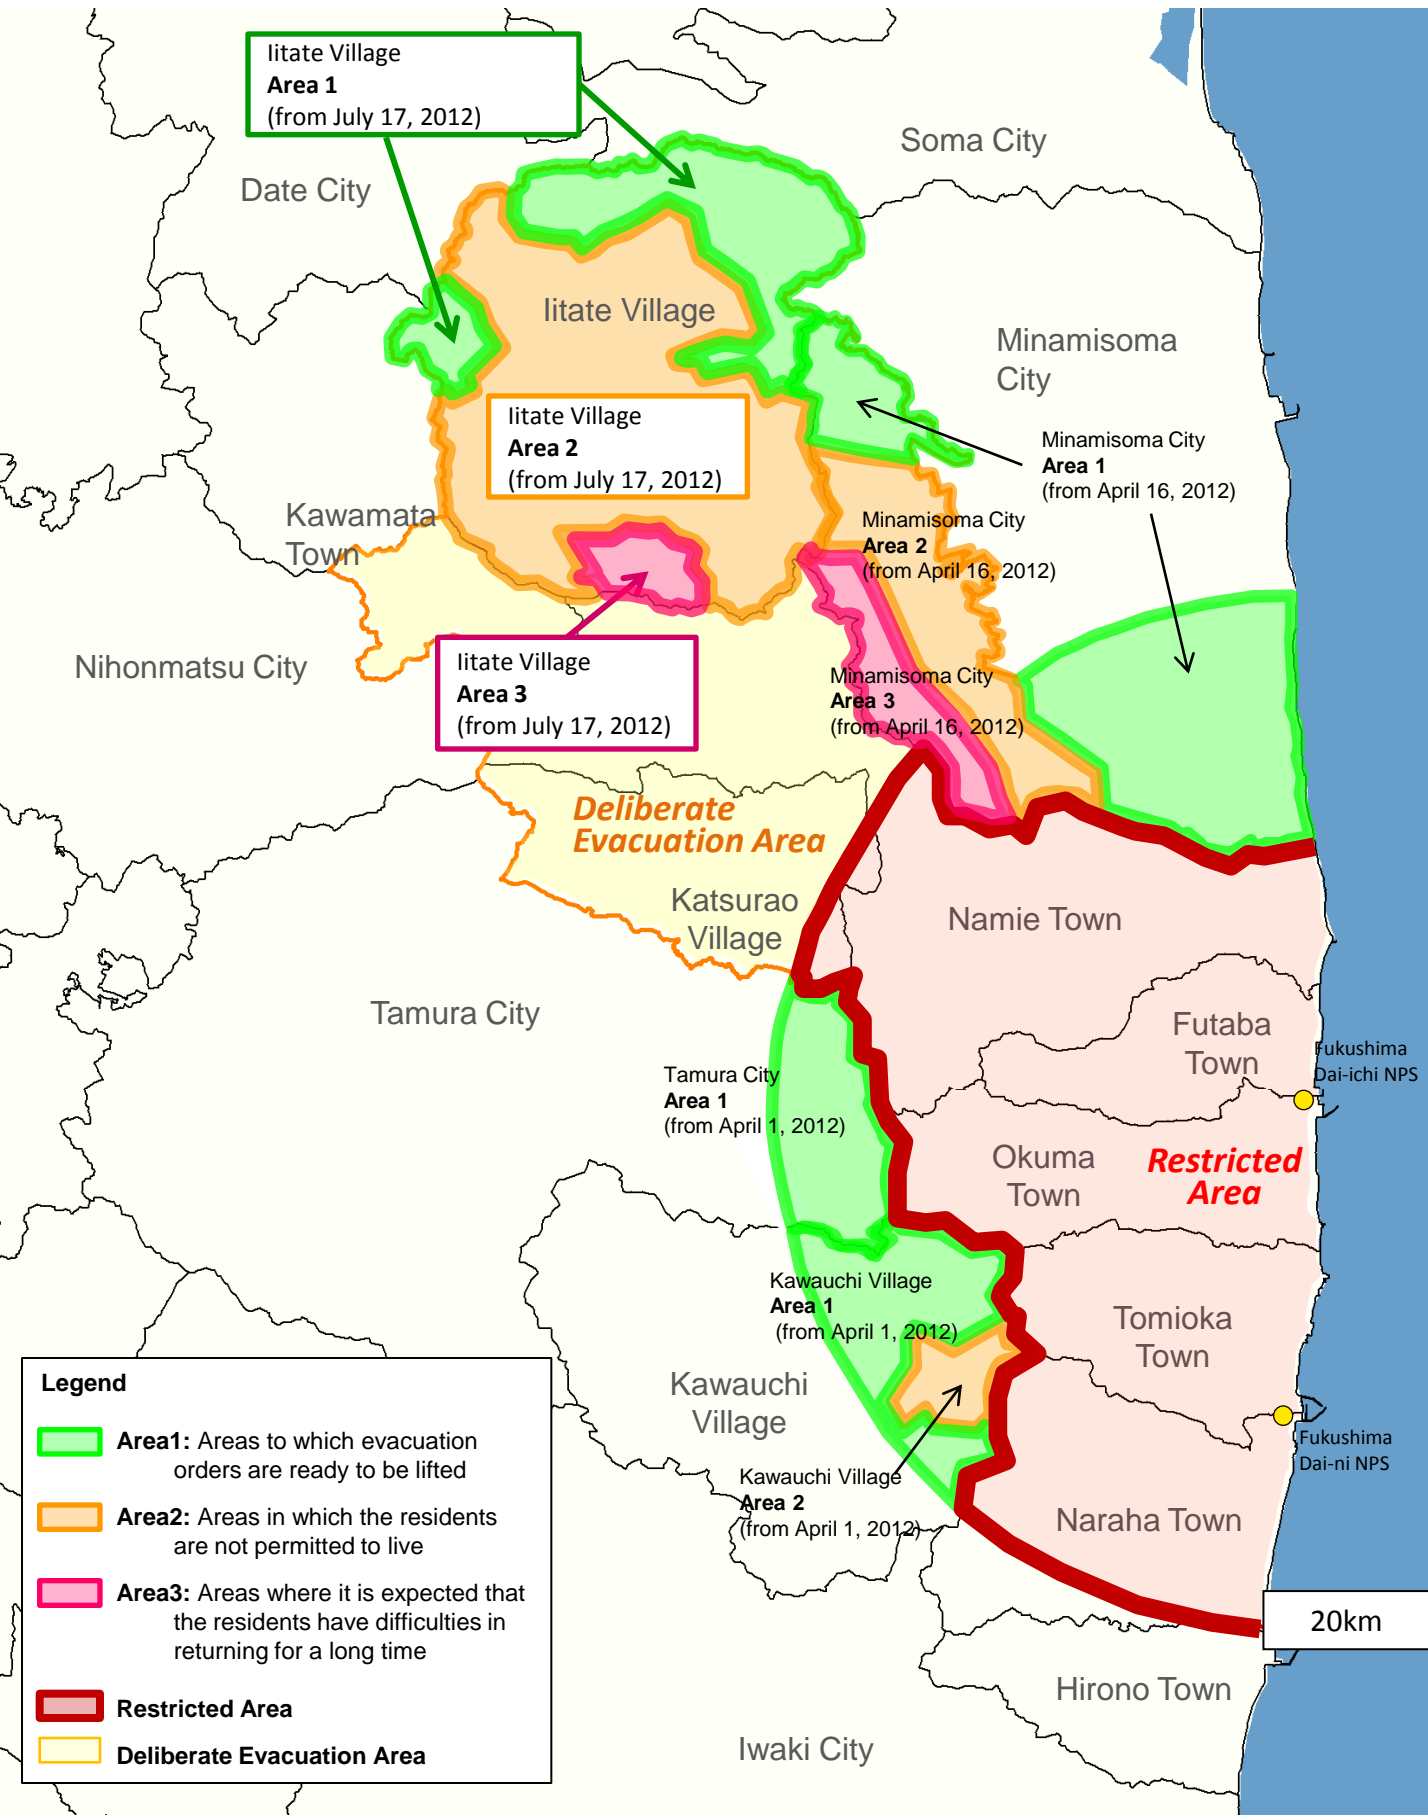 Iitate Village
Area 1
(from July 17, 2012)
Soma City
Date City
Iitate Village
Minamisoma
City
Iitate Village
Area 2
(from July 17, 2012)
Minamisoma City
Area 1
(from April 16, 2012)
Kawamata
Town
Minamisoma City
Area 2
(from April 16, 2012)
Nihonmatsu City
Iitate Village
Area 3
(from July 17, 2012)
Minamisoma City
Area 3
(from April 16, 2012)
Deliberate
Evacuation Area
Katsurao
Village
Namie Town
Tamura City
Futaba
Town
Fukushima
Dai-ichi NPS
Tamura City
Area 1
(from April 1, 2012)
Okuma
Town
Restricted
Area
Kawauchi Village
Area 1
(from April 1, 2012)
Tomioka
Town
Kawauchi
Village
Fukushima
Dai-ni NPS
Kawauchi Village
Area 2
(from April 1, 2012)
Naraha Town
20km
Hirono Town
Iwaki City
Legend
Area1: Areas to which evacuation
orders are ready to be lifted
Area2: Areas in which the residents
are not permitted to live
Area3: Areas where it is expected that
the residents have difficulties in
returning for a long time
Restricted Area
Deliberate Evacuation Area